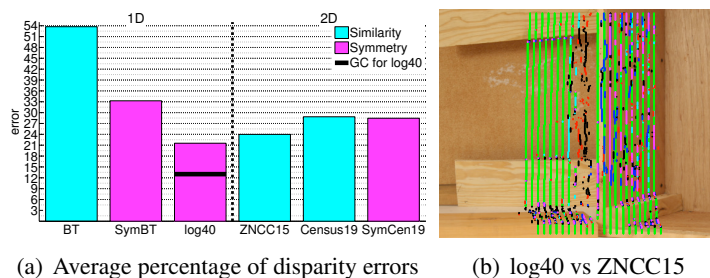 1D
2D
54
51
48
45
42
39
36
33
30
27
24
21
18
15
12
9
6
3
error
Similarity
Symmetry
GC for log40
BT SymBT log40 ZNCC15 Census19 SymCen19
(a) Average percentage of disparity errors
(b) log40 vs ZNCC15